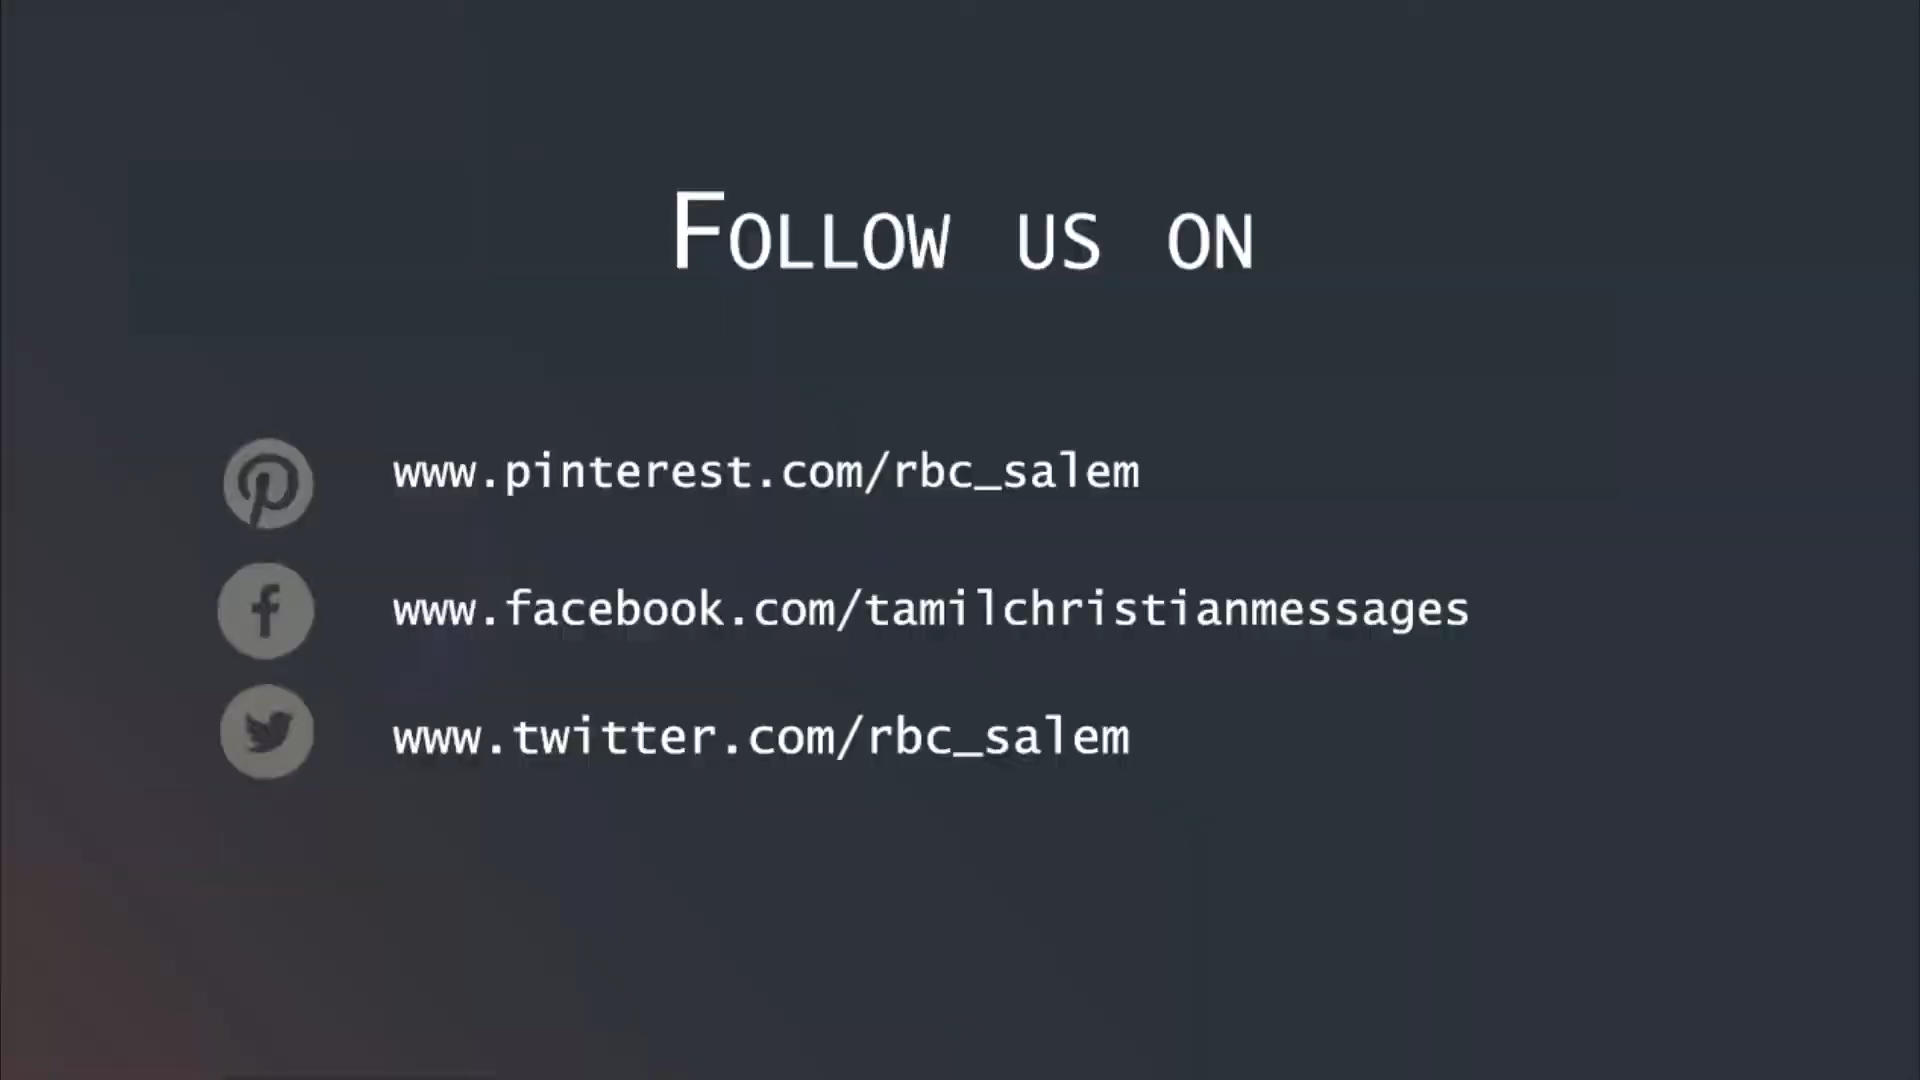 Follow us on
www.pinterest.com/rbc_salem
www.facebook.com/tamilchristianmessages
www.twitter.com/rbc_salem